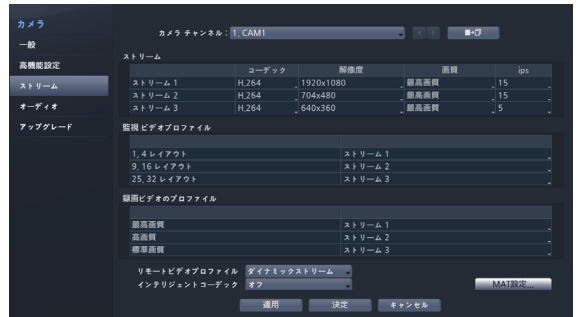 カメラ
一般
高機能設定
ストリーム
オーディオ
アップグレード
カメラ チャンネル: 1, CAM1
ストリーム
コーデック 解像度 画質 ips
ストリーム 1 H,264 1920x1080 最高画質 15
ストリーム 2 H,264 704x480 最高画質 15
ストリーム 3 H,264 640x360 最高画質 5
監視 ビデオプロファイル
1, 4 レイアウト ストリーム 1
9, 16 レイアウト ストリーム 2
25, 32 レイアウト ストリーム 3
録画ビデオのプロファイル
最高画質 ストリーム 1
高画質 ストリーム 2
標準画質 ストリーム 3
リモートビデオプロファイル ダイナミックストリーム
インテリジェントコーデック オフ
MAT設定...
適用 決定 キャンセル